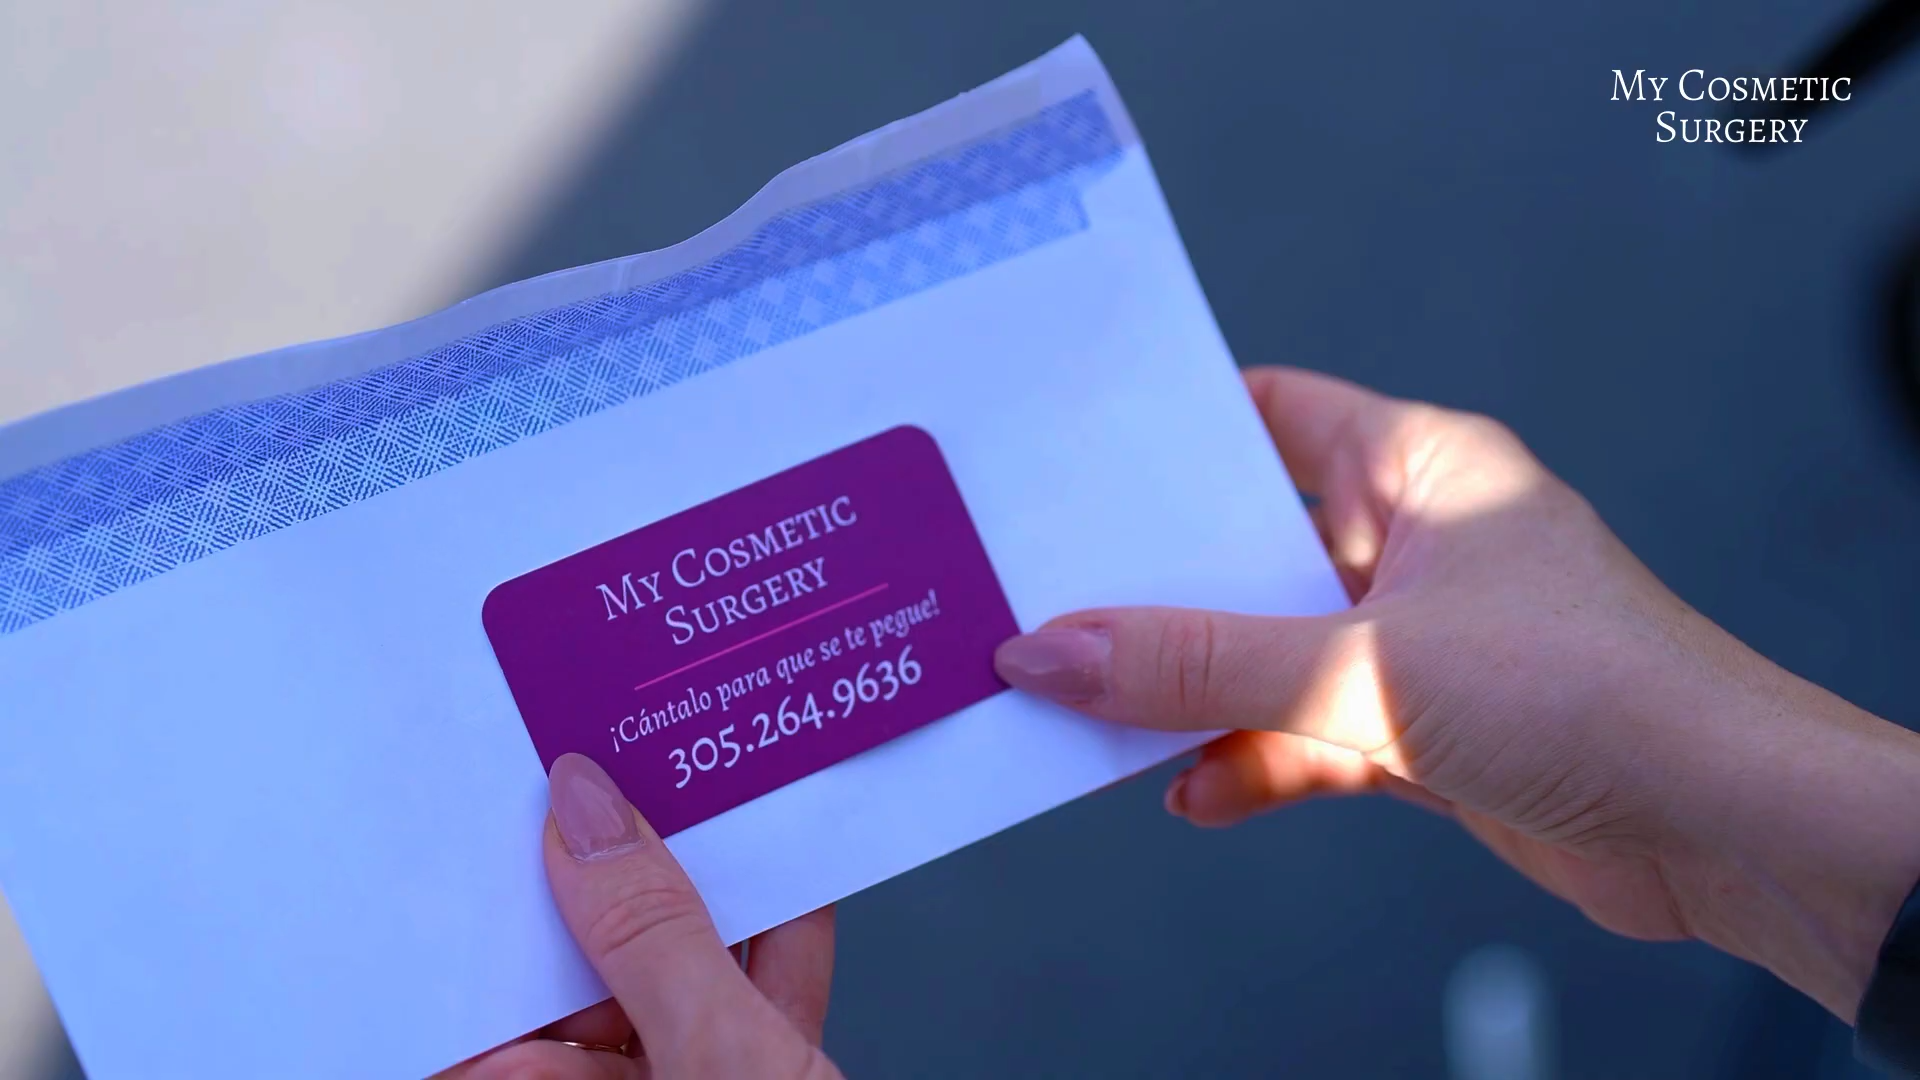 My Cosmetic
Surgery
My Cosmetic
Surgery
¡Cántalo para que se te pegue!
305.264.9636